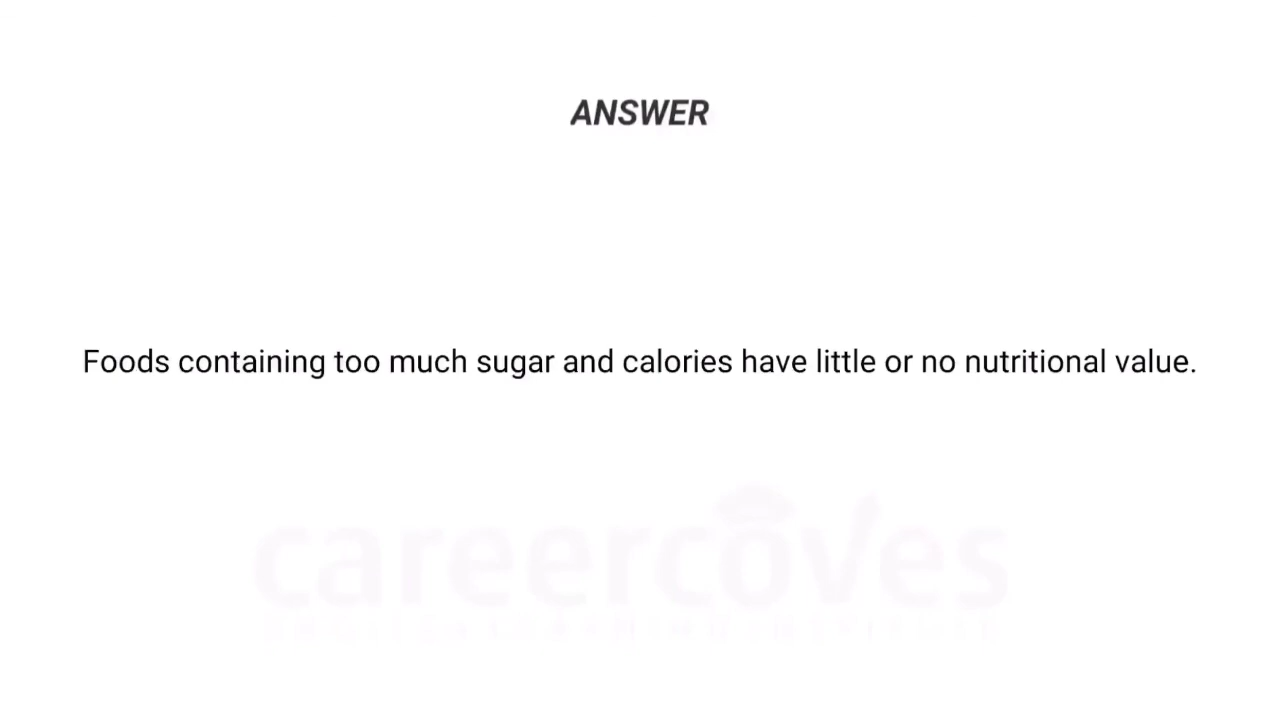 ANSWER
Foods containing too much sugar and calories have little or no nutritional value.
careercoves